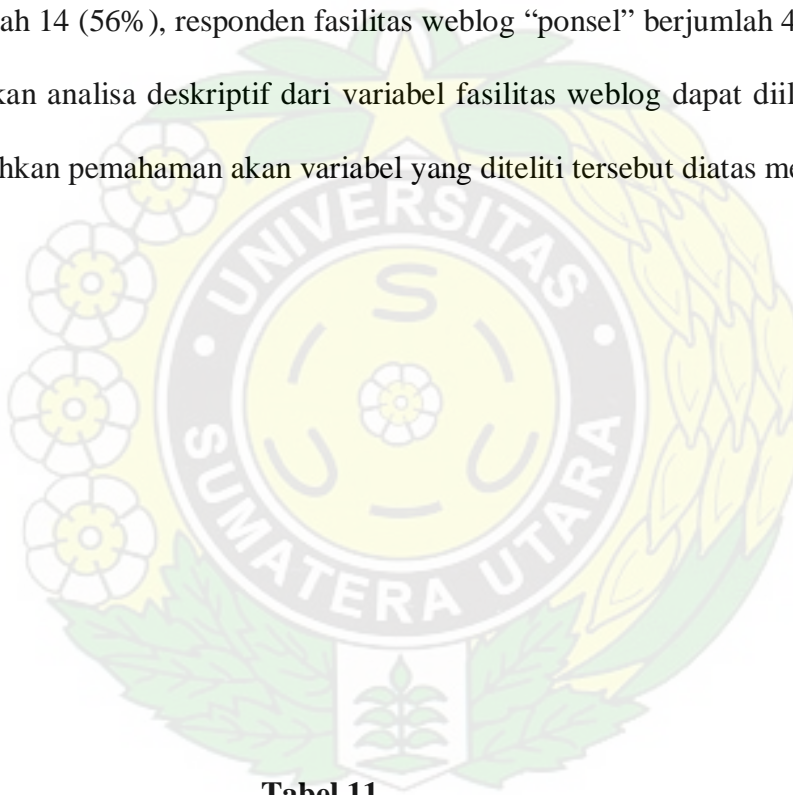 ah 14 (56%), responden fasilitas weblog “ponsel” berjumlah 4
kan analisa deskriptif dari variabel fasilitas weblog dapat diil
hkan pemahaman akan variabel yang diteliti tersebut diatas me
UNIVERSITAS
S
U
U
SUMATERA UTARA
Tabel 11